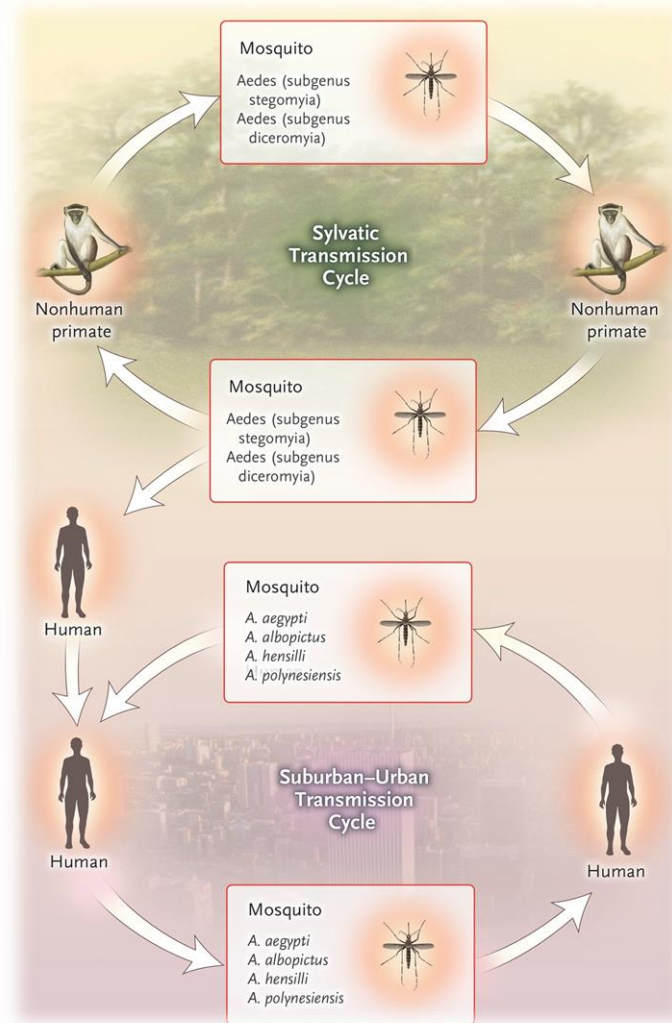 Mosquito
Aedes (subgenus
stegomyia)
Aedes (subgenus
diceromyia)
Sylvatic
Transmission
Cycle
Nonhuman
primate
Nonhuman
primate
Mosquito
Aedes (subgenus
stegomyia)
Aedes (subgenus
diceromyia)
Human
Mosquito
A. aegypti
A. albopictus
A. hensilli
A. polynesiensis
Human
Suburban–Urban
Transmission
Cycle
Human
Human
Mosquito
A. aegypti
A. albopictus
A. hensilli
A. polynesiensis